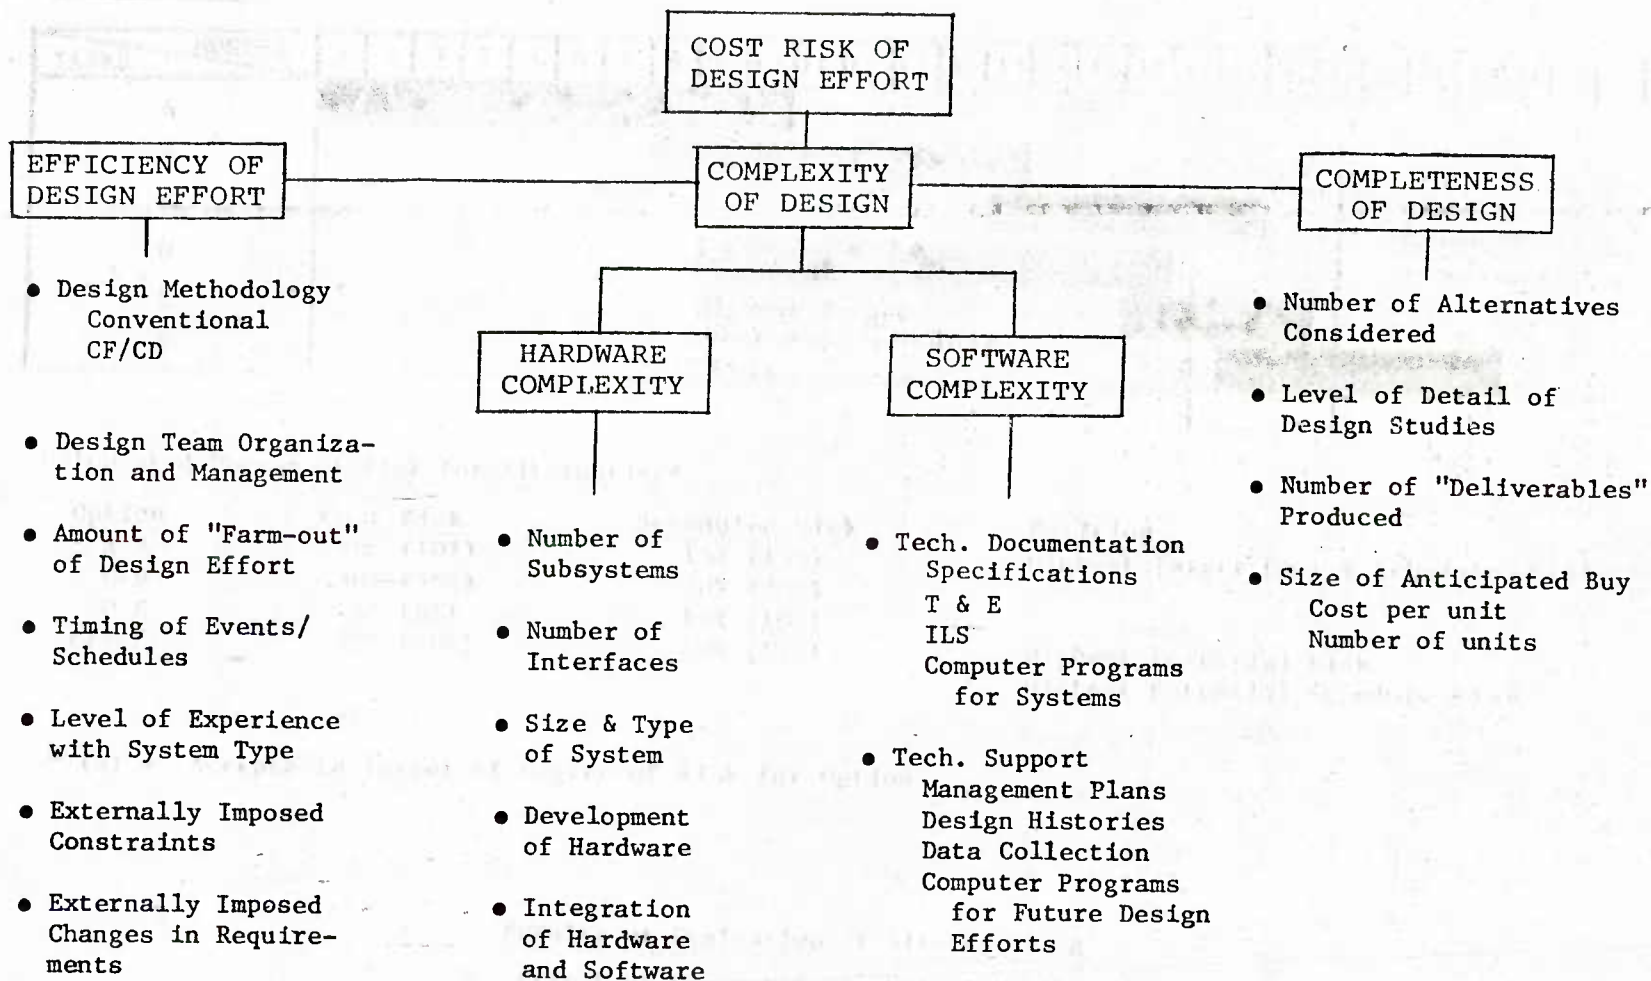 COST RISK OF
DESIGN EFFORT
EFFICIENCY OF
DESIGN EFFORT
COMPLEXITY
OF DESIGN
COMPLETENESS
OF DESIGN
• Design Methodology
Conventional
CF/CD
• Design Team Organiza-
tion and Management
• Amount of "Farm-out"
of Design Effort
• Timing of Events/
Schedules
• Level of Experience
with System Type
• Externally Imposed
Constraints
• Externally Imposed
Changes in Require-
ments
HARDWARE
COMPLEXITY
• Number of
Subsystems
• Number of
Interfaces
• Size & Type
of System
• Development
of Hardware
• Integration
of Hardware
and Software
SOFTWARE
COMPLEXITY
• Tech. Documentation
Specifications
T & E
ILS
Computer Programs
for Systems
• Tech. Support
Management Plans
Design Histories
Data Collection
Computer Programs
for Future Design
Efforts
• Number of Alternatives
Considered
• Level of Detail of
Design Studies
• Number of "Deliverables"
Produced
• Size of Anticipated Buy
Cost per unit
Number of units